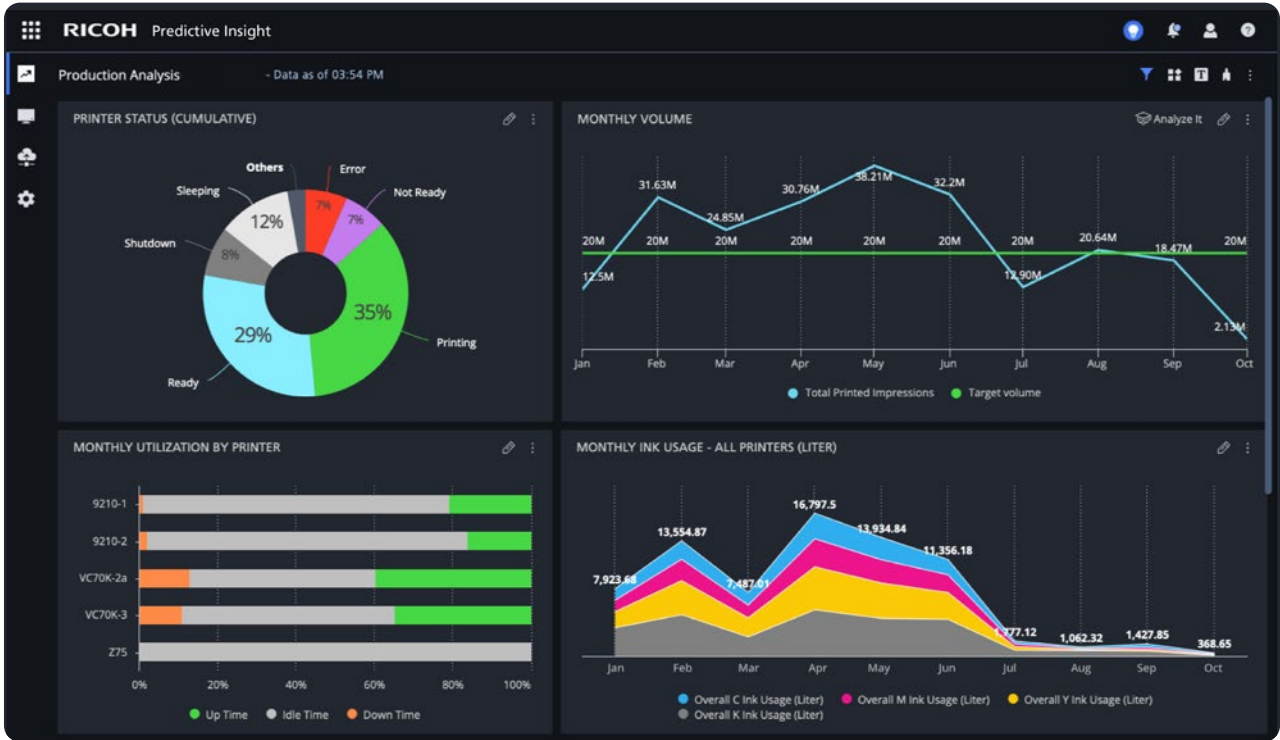 RICOH Predictive Insight
Production Analysis - Data as of 03:54 PM
PRINTER STATUS (CUMULATIVE)
Others
Error
Sleeping
Not Ready
7%
7%
12%
Shutdown
8%
35%
29%
Printing
Ready
MONTHLY VOLUME
Analyze It
31.63M
24.85M
30.76M
38.21M
32.2M
20M 20M 20M 20M 20M 20M 20M 20.64M 18.47M 20M
12.5M
12.90M
2.13M
Jan Feb Mar Apr May Jun Jul Aug Sep Oct
Total Printed Impressions Target volume
MONTHLY UTILIZATION BY PRINTER
9210-1
9210-2
VC70K-2a
VC70K-3
Z75
0% 20% 40% 60% 80% 100%
Up Time Idle Time Down Time
MONTHLY INK USAGE - ALL PRINTERS (LITER)
16,797.5
13,554.87
13,934.84
11,356.18
7,923.68
7,487.01
1,777.12
1,062.32
1,427.85
368.65
Jan Feb Mar Apr May Jun Jul Aug Sep Oct
Overall C Ink Usage (Liter) Overall M Ink Usage (Liter) Overall Y Ink Usage (Liter)
Overall K Ink Usage (Liter)